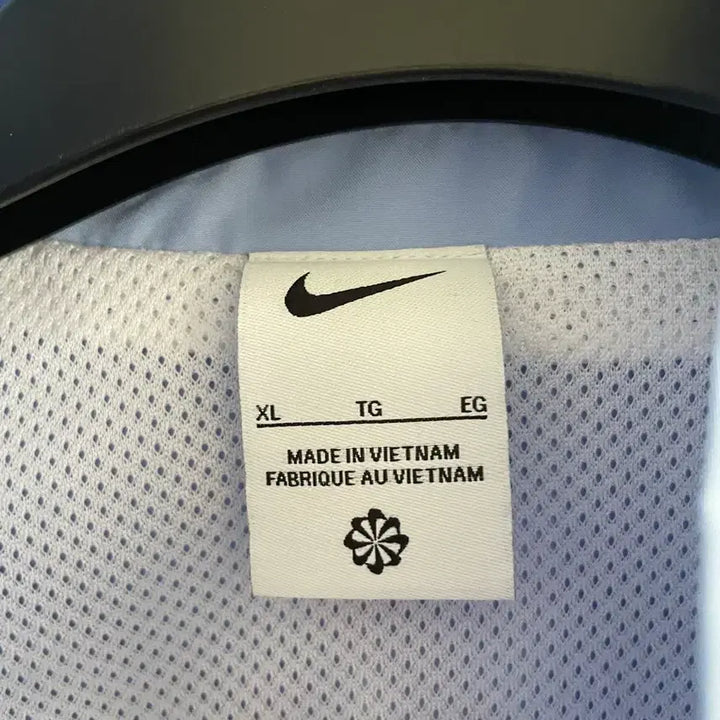 XL TG EG
MADE IN VIETNAM
FABRIQUE AU VIETNAM